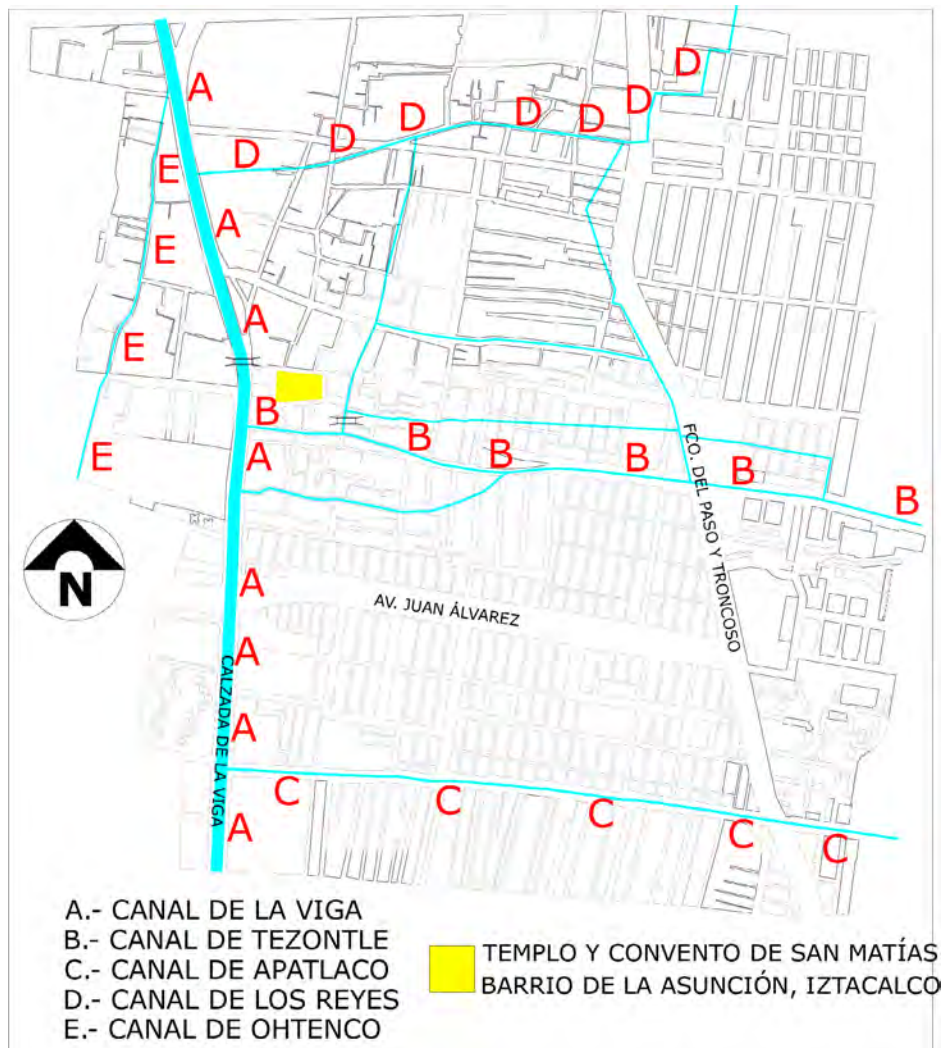 D
A
D
D
D
D
D
D
E
A
E
A
E
B
A
B
B
B
B
B
E
FCO. DEL PASO Y TRONCOSO
N
A
AV. JUAN ÁLVAREZ
A
CALZADA DE LA VIGA
A
C
C
C
C
C
A
A.- CANAL DE LA VIGA
B.- CANAL DE TEZONTLE
C.- CANAL DE APATLACO
D.- CANAL DE LOS REYES
E.- CANAL DE OHTENCO
TEMPLO Y CONVENTO DE SAN MATÍAS
BARRIO DE LA ASUNCIÓN, IZTACALCO